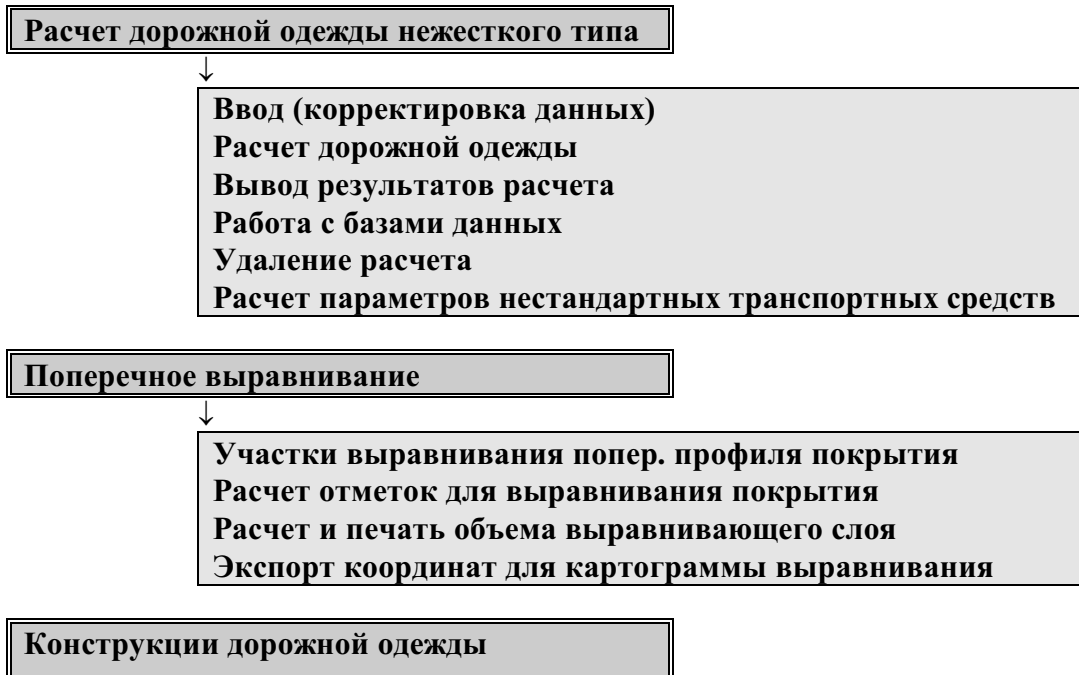 Расчет дорожной одежды нежесткого типа
↓
Ввод (корректировка данных)
Расчет дорожной одежды
Вывод результатов расчета
Работа с базами данных
Удаление расчета
Расчет параметров нестандартных транспортных средств
Поперечное выравнивание
↓
Участки выравнивания попер. профиля покрытия
Расчет отметок для выравнивания покрытия
Расчет и печать объема выравнивающего слоя
Экспорт координат для картограммы выравнивания
Конструкции дорожной одежды